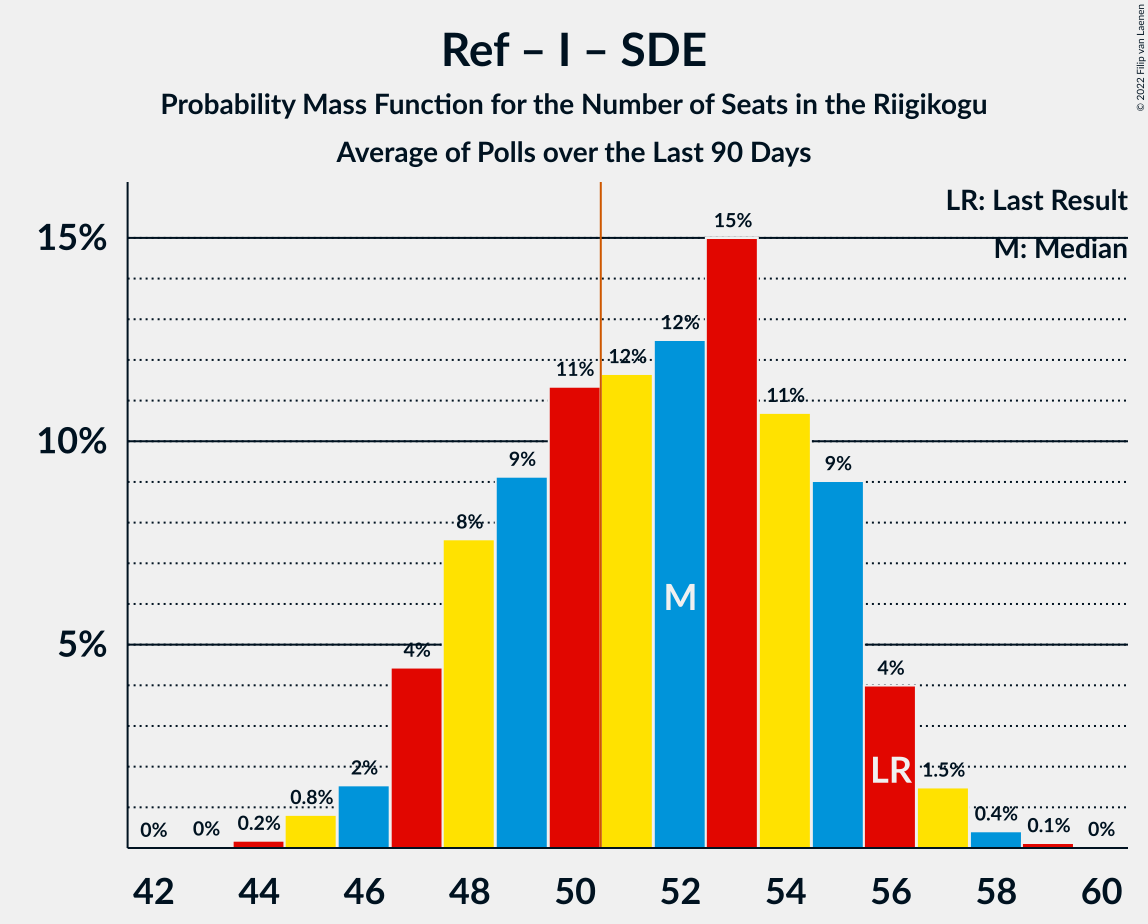 Ref – I – SDE
Probability Mass Function for the Number of Seats in the Riigikogu
Average of Polls over the Last 90 Days
© 2022 Filip van Laenen
LR: Last Result
M: Median
15%
10%
5%
0%
0%
0.2%
0.8%
2%
4%
8%
9%
11%
12%
12%
15%
11%
9%
4%
1.5%
0.4%
0.1%
0%
M
LR
42 44 46 48 50 52 54 56 58 60